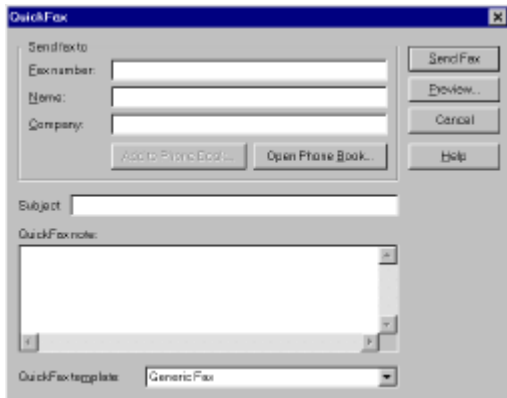 QuickFax
Send fax to
Fax number:
Name:
Company:
Add to Phone Book...
Open Phone Book...
Send Fax
Preview...
Cancel
Help
Subject
QuickFax note:
QuickFax template:
Generic Fax